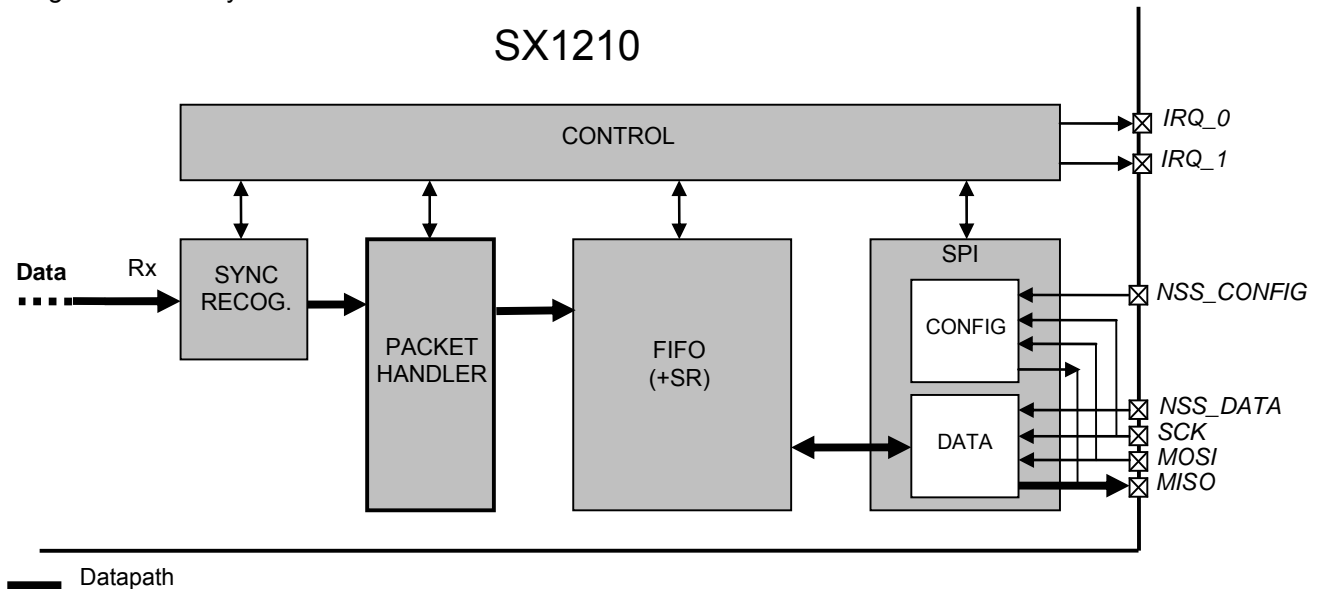 SX1210
CONTROL
IRQ_0
IRQ_1
Data
Rx
SYNC
RECOG.
PACKET
HANDLER
FIFO
(+SR)
SPI
CONFIG
DATA
NSS_CONFIG
NSS_DATA
SCK
MOSI
MISO
Datapath